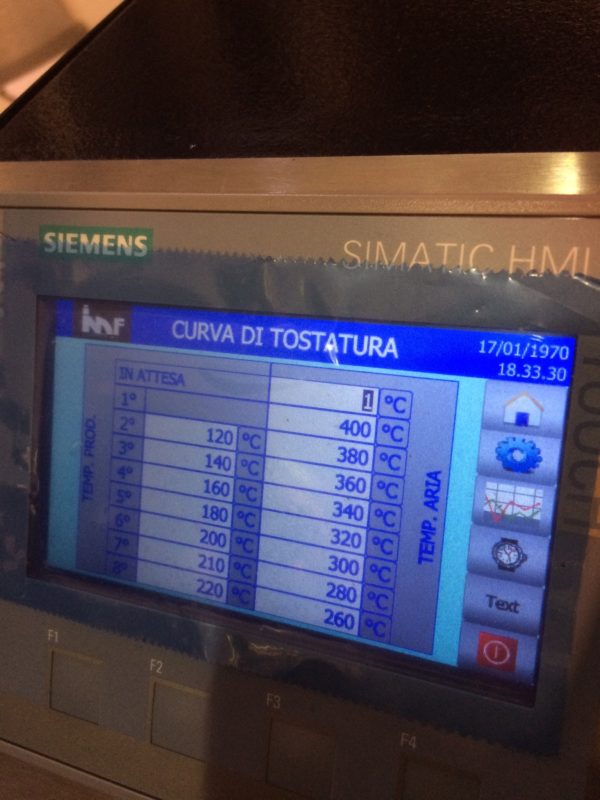 SIEMENS
SIMATIC HMI
imf
CURVA DI TOSTATURA
17/01/1970
18.33.30
IN ATTESA
1 °C
1° 400 °C
2° 120 °C 380 °C
3° 140 °C 360 °C
4° 160 °C 340 °C
5° 180 °C 320 °C
6° 200 °C 300 °C
7° 210 °C 280 °C
8° 220 °C 260 °C
TEMP. PROD.
TEMP. ARIA
Text
F1
F2
F3
F4